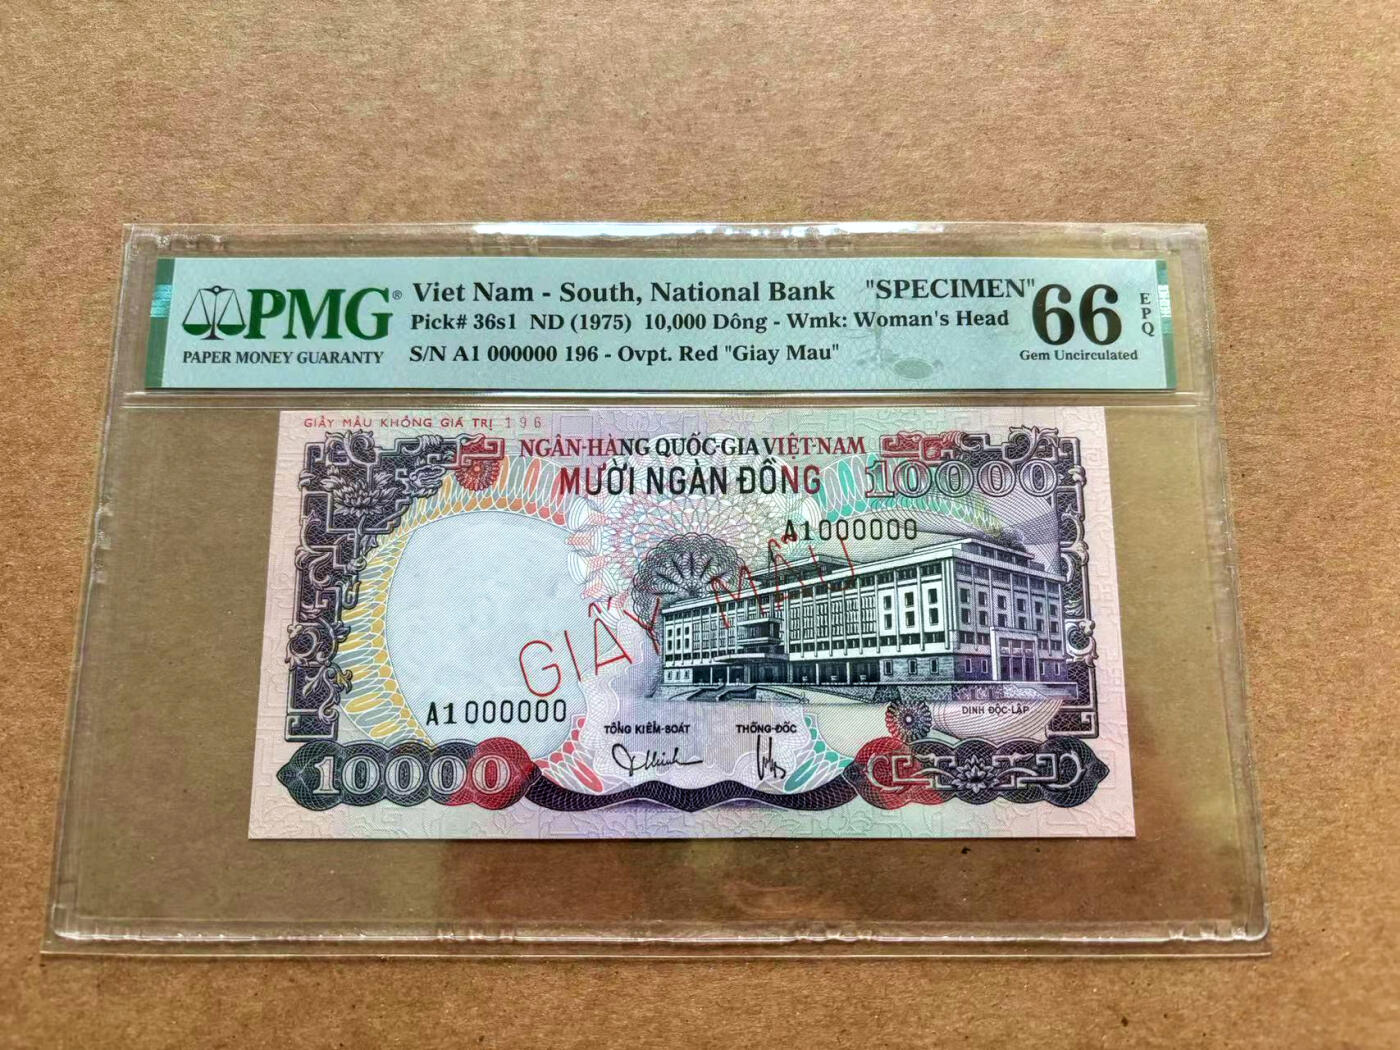 PMG®
PAPER MONEY GUARANTY
Viet Nam - South, National Bank "SPECIMEN"
Pick# 36s1 ND (1975) 10,000 Dông - Wmk: Woman's Head
S/N A1 000000 196 - Ovpt. Red "Giay Mau"
66
EPQ
Gem Uncirculated
GIẤY MẪU KHÔNG GIÁ TRỊ 196
NGÂN-HÀNG QUỐC-GIA VIỆT-NAM
MƯỜI NGÀN ĐỒNG
10000
A1000000
GIẤY MẪU
A1000000
DINH ĐỘC-LẬP
TỔNG KIỂM-SOÁT THỐNG-ĐỐC
10000